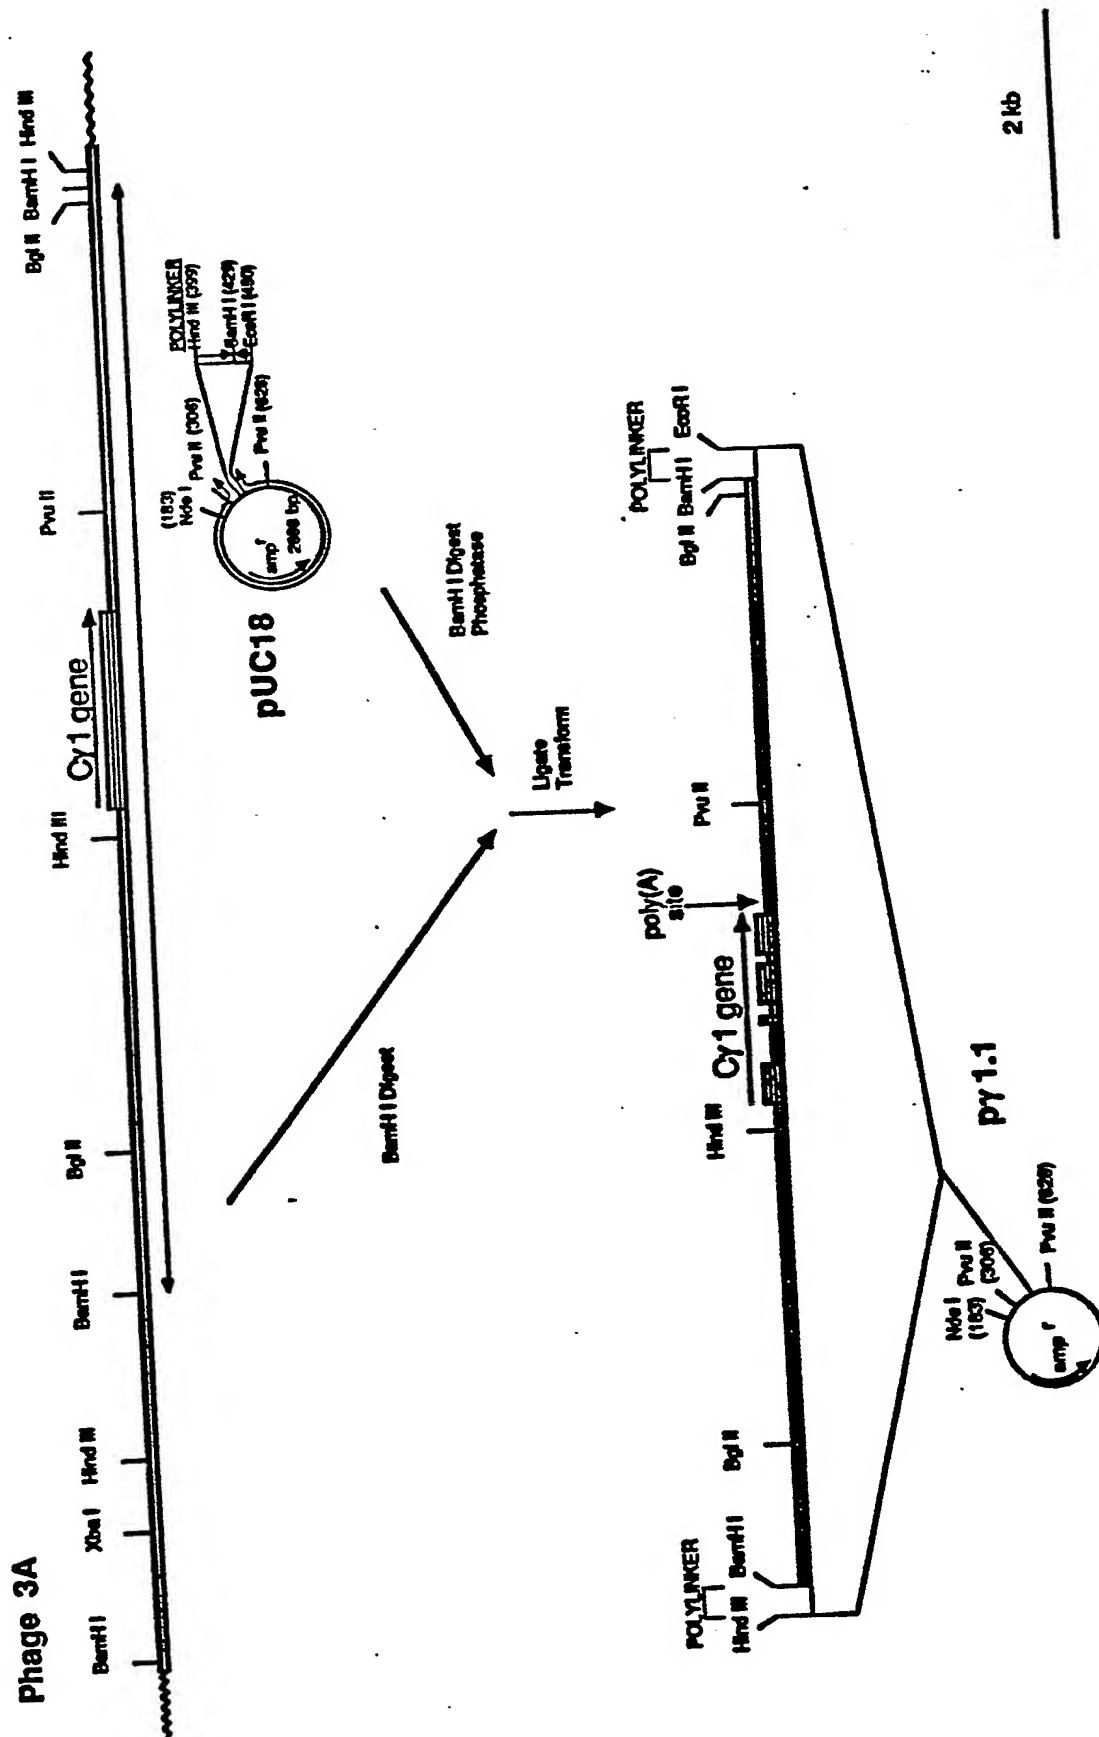 Phage 3A
BamH I
Xba I
Hind III
BamH I
Bgl II
Hind III
Cγ1 gene
Pvu II
Bgl II BamH I Hind III
pUC18
(183)
Nde I
Pvu II (306)
POLYLINKER
Hind III (399)
BamH I (429)
EcoR I (450)
Pvu II (628)
amp r
BamH I Digest
BamH I Digest
Phosphatase
Ligate
Transform
POLYLINKER
Hind III BamH I
Bgl II
Hind III
Cγ1 gene
poly(A)
site
Pvu II
POLYLINKER
Bgl II BamH I EcoR I
pγ1.1
Nde I
(183)
Pvu II
(306)
Pvu II (628)
amp r
2 kb